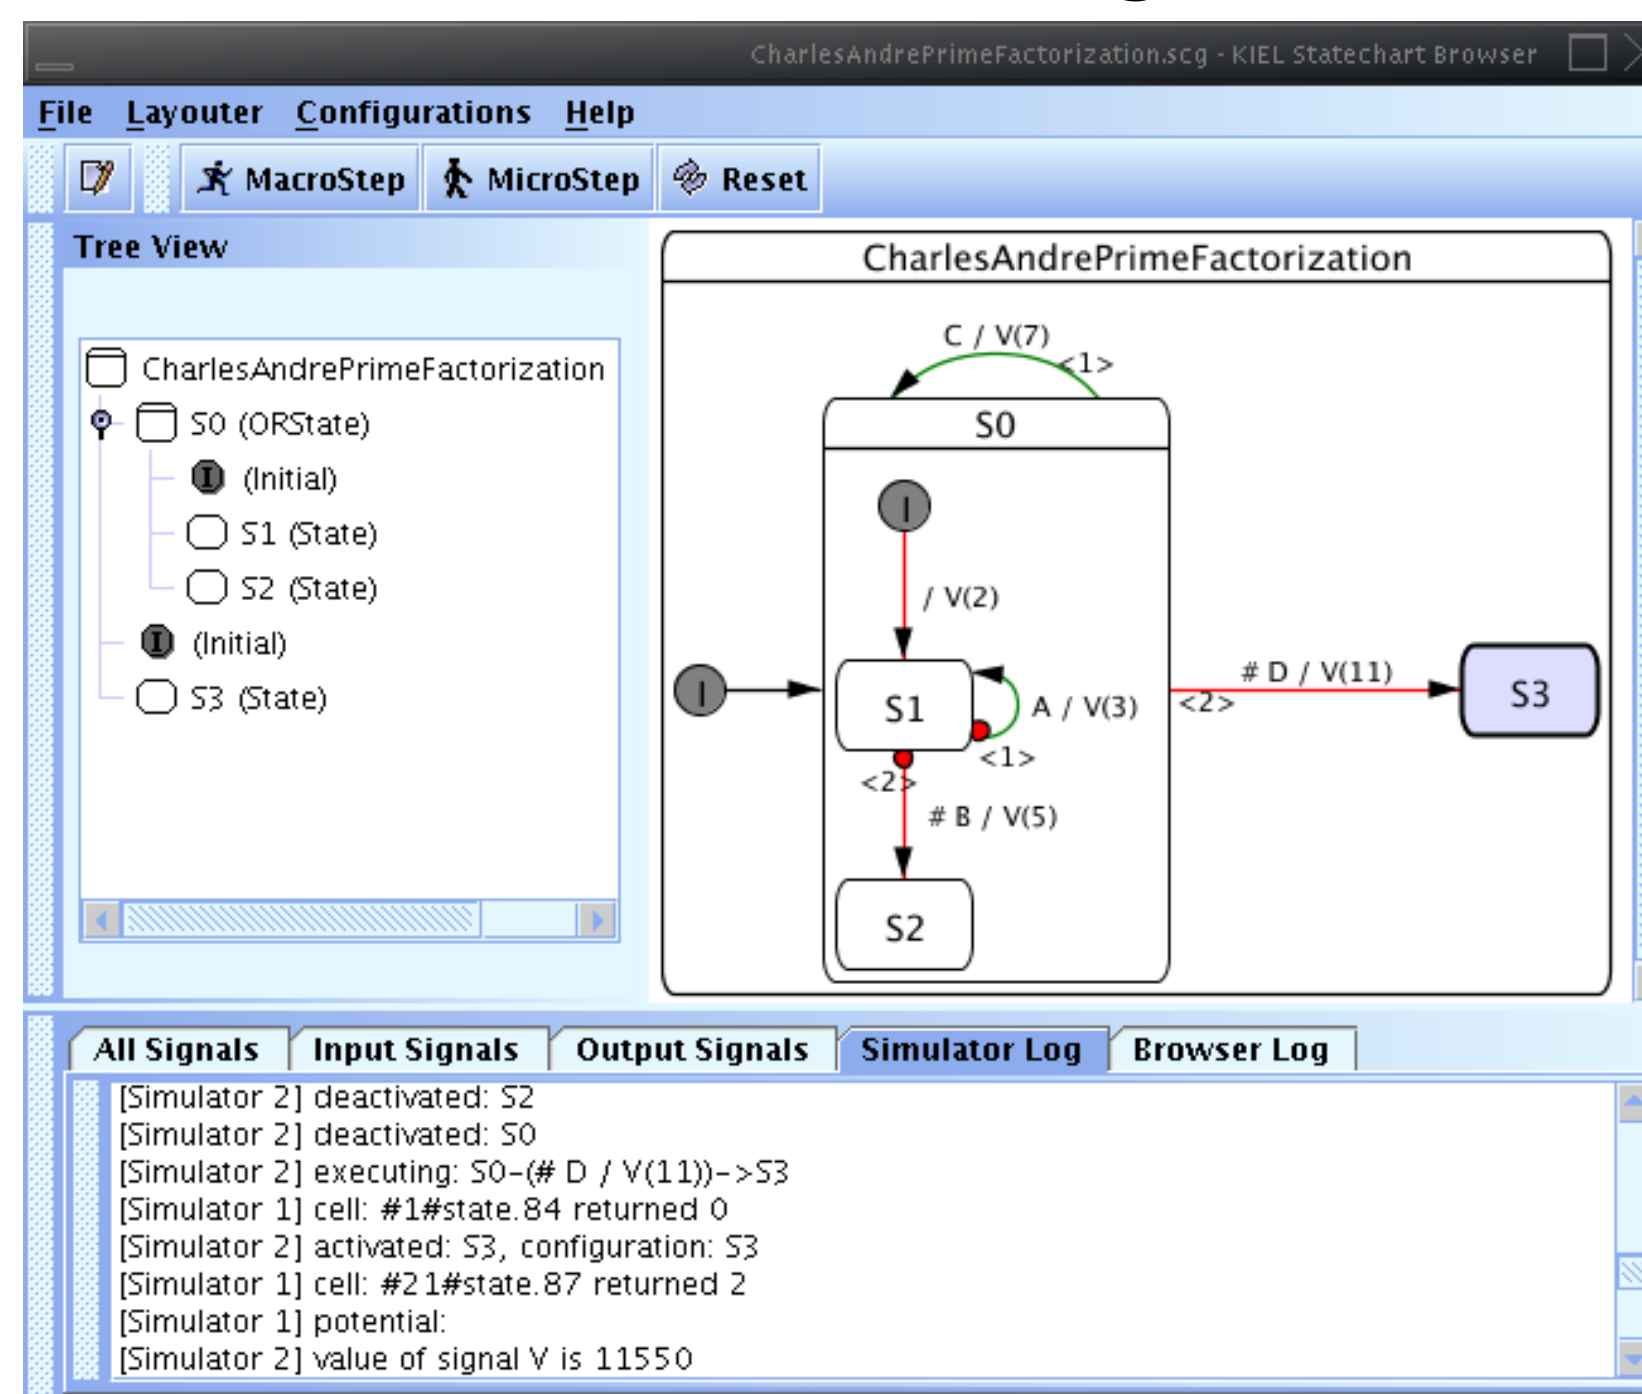 CharlesAndrePrimeFactorization.scg - KIEL Statechart Browser
File Layouter Configurations Help
MacroStep MicroStep Reset
Tree View
CharlesAndrePrimeFactorization
S0 (ORState)
I (Initial)
S1 (State)
S2 (State)
I (Initial)
S3 (State)
CharlesAndrePrimeFactorization
C / V(7)
<1>
S0
I
/ V(2)
I
S1
A / V(3)
<1>
<2>
# B / V(5)
S2
# D / V(11)
<2>
S3
All Signals Input Signals Output Signals Simulator Log Browser Log
[Simulator 2] deactivated: S2
[Simulator 2] deactivated: S0
[Simulator 2] executing: S0-(# D / V(11))->S3
[Simulator 1] cell: #1#state.84 returned 0
[Simulator 2] activated: S3, configuration: S3
[Simulator 1] cell: #21#state.87 returned 2
[Simulator 1] potential:
[Simulator 2] value of signal V is 11550